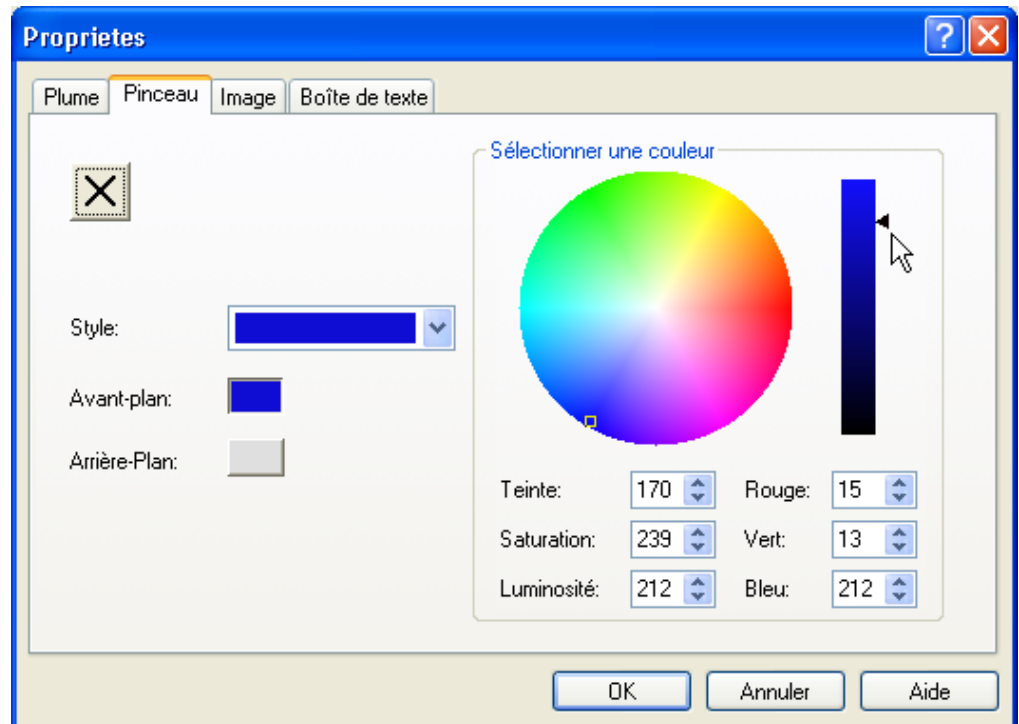 Proprietes
Plume Pinceau Image Boîte de texte
Sélectionner une couleur
Style:
Avant-plan:
Arrière-Plan:
Teinte: 170 Rouge: 15
Saturation: 239 Vert: 13
Luminosité: 212 Bleu: 212
OK Annuler Aide